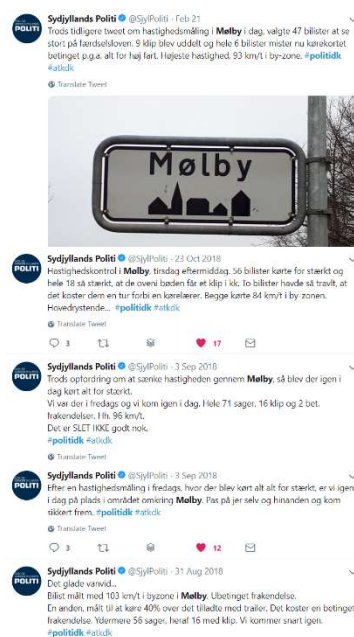 Sydjyllands Politi @SjylPoliti · Feb 21
POLITI
Trods tidligere tweet om hastighedsmåling i Mølby i dag, valgte 47 bilister at se
stort på færdselsloven. 9 klip blev uddelt og hele 6 bilister mister nu kørekortet
betinget p.g.a. alt for høj fart. Højeste hastighed, 93 km/t i by-zone. #politidk
#atkdk
Translate Tweet
Mølby
Sydjyllands Politi @SjylPoliti · 23 Oct 2018
POLITI
Hastighedskontrol i Mølby, tirsdag eftermiddag. 56 bilister kørte for stærkt og
hele 18 så stærkt, at de oveni bøden får et klip i kk. To bilister havde så travlt, at
det koster dem en tur forbi en kørelærer. Begge kørte 84 km/t i by-zonen.
Hovedrystende... #politidk #atkdk
Translate Tweet
3 17
Sydjyllands Politi @SjylPoliti · 3 Sep 2018
POLITI
Trods opfordring om at sænke hastigheden gennem Mølby, så blev der igen i
dag kørt alt for stærkt.
Vi var der i fredags og vi kom igen i dag. Hele 71 sager, 16 klip og 2 bet.
frakendelser. Hh. 96 km/t.
Det er SLET IKKE godt nok.
#politidk #atkdk
Sydjyllands Politi @SjylPoliti · 3 Sep 2018
POLITI
Efter en hastighedsmåling i fredags, hvor der blev kørt alt alt for stærkt, er vi igen
i dag på plads i området omkring Mølby. Pas på jer selv og hinanden og kom
sikkert frem. #politidk #atkdk
Translate Tweet
3 12
Sydjyllands Politi @SjylPoliti · 31 Aug 2018
POLITI
Det glade vanvid...
Bilist målt med 103 km/t i byzone i Mølby. Ubetinget frakendelse.
En anden, målt til at køre 40% over det tilladte med trailer. Det koster en betinget
frakendelse. Ydermere 56 sager, heraf 16 med klip. Vi kommer snart igen.
#politidk #atkdk